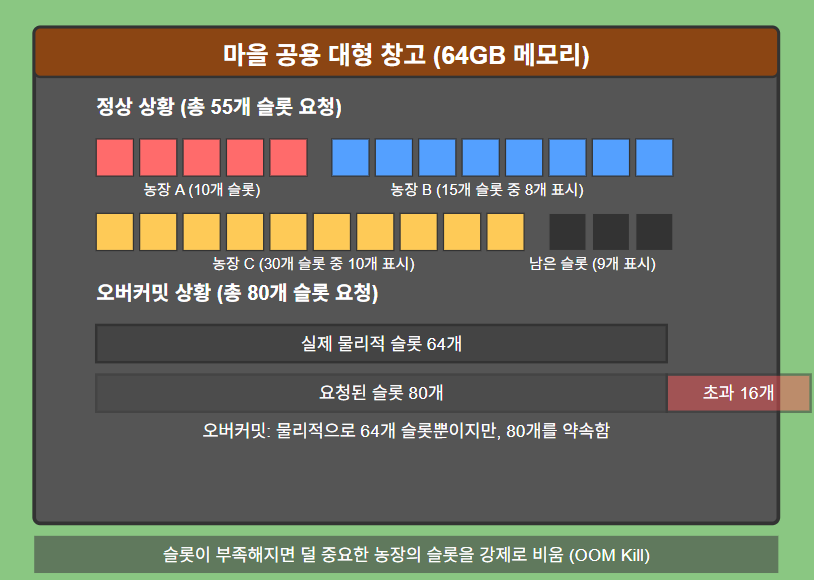 마을 공용 대형 창고 (64GB 메모리)
정상 상황 (총 55개 슬롯 요청)
농장 A (10개 슬롯)
농장 B (15개 슬롯 중 8개 표시)
농장 C (30개 슬롯 중 10개 표시)
남은 슬롯 (9개 표시)
오버커밋 상황 (총 80개 슬롯 요청)
실제 물리적 슬롯 64개
요청된 슬롯 80개
초과 16개
오버커밋: 물리적으로 64개 슬롯뿐이지만, 80개를 약속함
슬롯이 부족해지면 덜 중요한 농장의 슬롯을 강제로 비움 (OOM Kill)